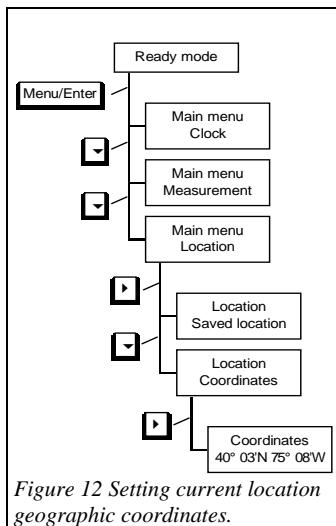 Ready mode
Menu/Enter
Main menu
Clock
Main menu
Measurement
Main menu
Location
Location
Saved location
Location
Coordinates
Coordinates
40° 03'N 75° 08'W
Figure 12 Setting current location
geographic coordinates.